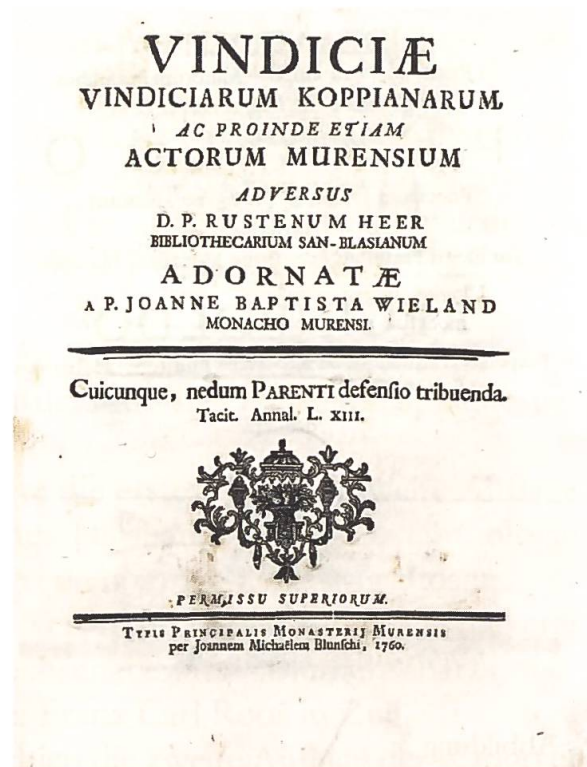 VINDICIÆ
VINDICIARUM KOPPIANARUM,
AC PROINDE ETIAM
ACTORUM MURENSIUM
ADVERSUS
D. P. RUSTENUM HEER
BIBLIOTHECARIUM SAN-BLASIANUM
ADORNATÆ
A P. JOANNE BAPTISTA WIELAND
MONACHO MURENSI.
Cuicunque, nedum PARENTI defenſio tribuenda.
Tacit. Annal. L. XIII.
PERMISSU SUPERIORUM.
TYPIS PRINCIPALIS MONASTERIJ MURENSIS
per Joannem Michaëlem Blunſchi, 1760.